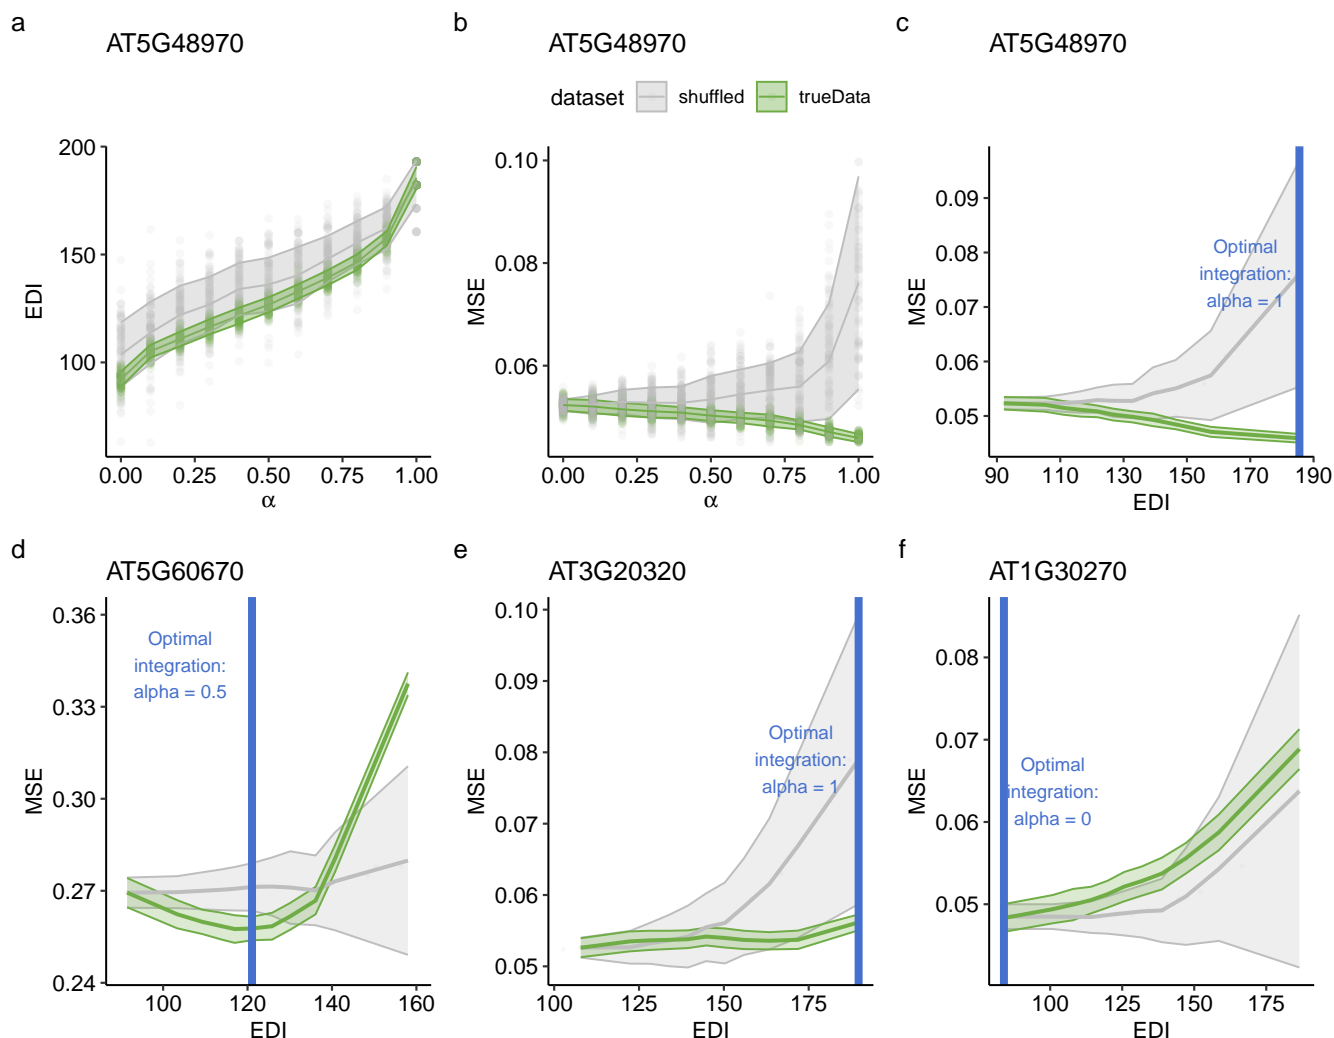 a
AT5G48970
b
AT5G48970
c
AT5G48970
dataset shuffled trueData
200
150
100
EDI
0.00 0.25 0.50 0.75 1.00
α
0.10
0.08
0.06
MSE
0.00 0.25 0.50 0.75 1.00
α
0.09
0.08
0.07
0.06
0.05
MSE
Optimal
integration:
alpha = 1
90 110 130 150 170 190
EDI
d
AT5G60670
0.36
0.33
0.30
0.27
0.24
MSE
Optimal
integration:
alpha = 0.5
100 120 140 160
EDI
e
AT3G20320
0.10
0.09
0.08
0.07
0.06
0.05
MSE
Optimal
integration:
alpha = 1
100 125 150 175
EDI
f
AT1G30270
0.08
0.07
0.06
0.05
MSE
Optimal
integration:
alpha = 0
100 125 150 175
EDI